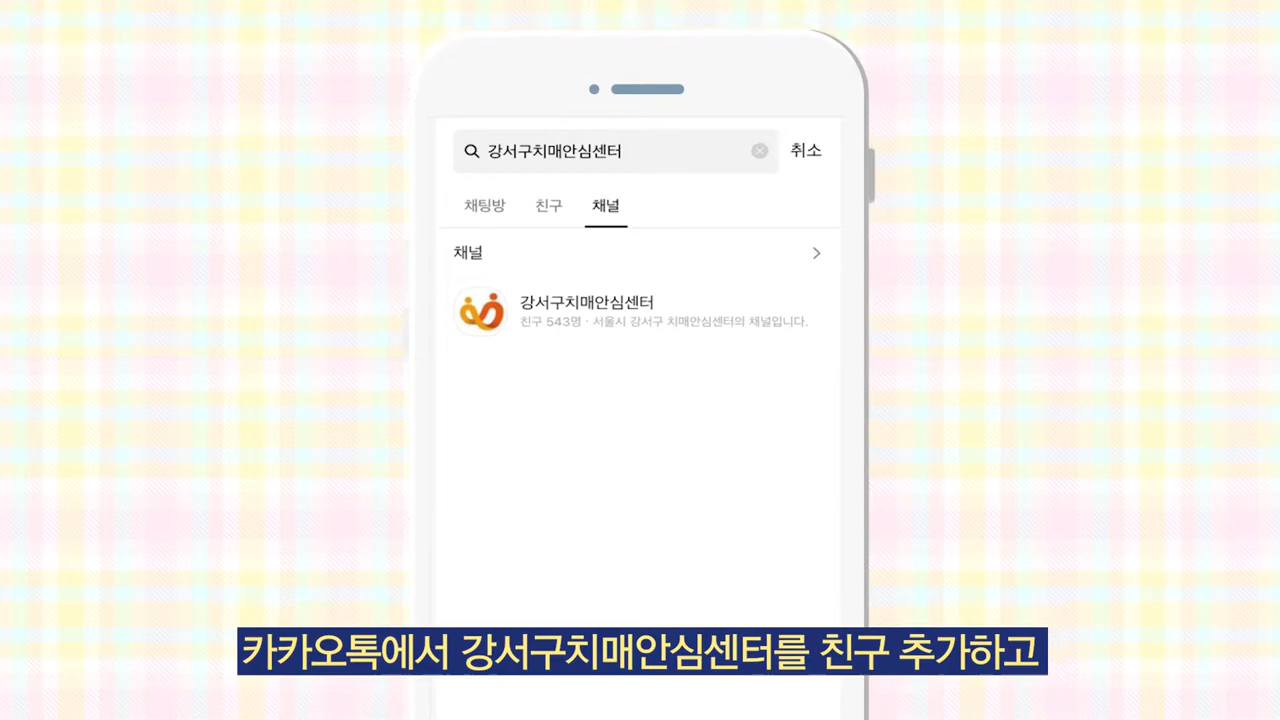 강서구치매안심센터
취소
채팅방 친구 채널
채널
강서구치매안심센터
친구 543명 · 서울시 강서구 치매안심센터의 채널입니다.
카카오톡에서 강서구치매안심센터를 친구 추가하고